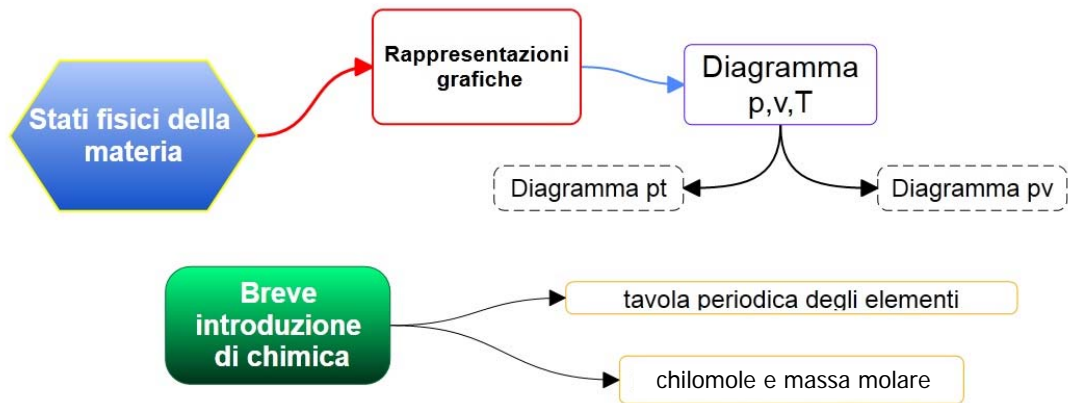 Stati fisici della
materia
Rappresentazioni
grafiche
Diagramma
p,v,T
Diagramma pt
Diagramma pv
Breve
introduzione
di chimica
tavola periodica degli elementi
chilomole e massa molare